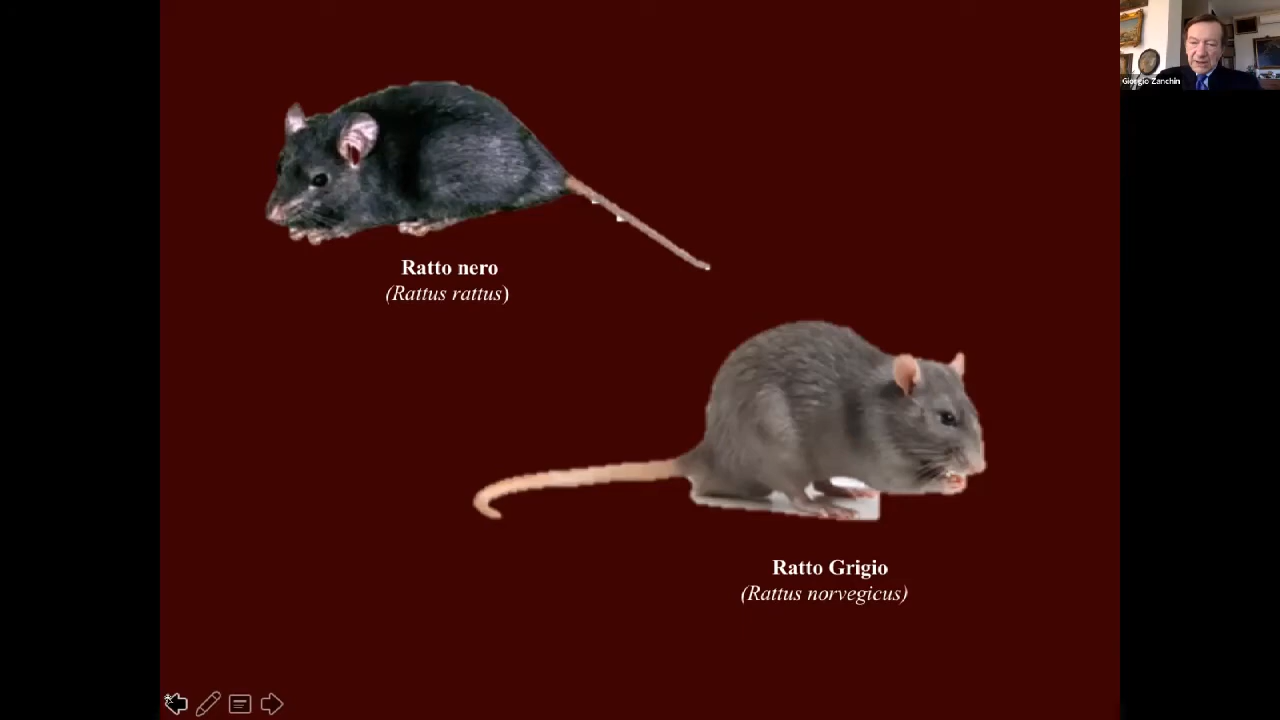 Giorgio Zanchin
Ratto nero
(Rattus rattus)
Ratto Grigio
(Rattus norvegicus)